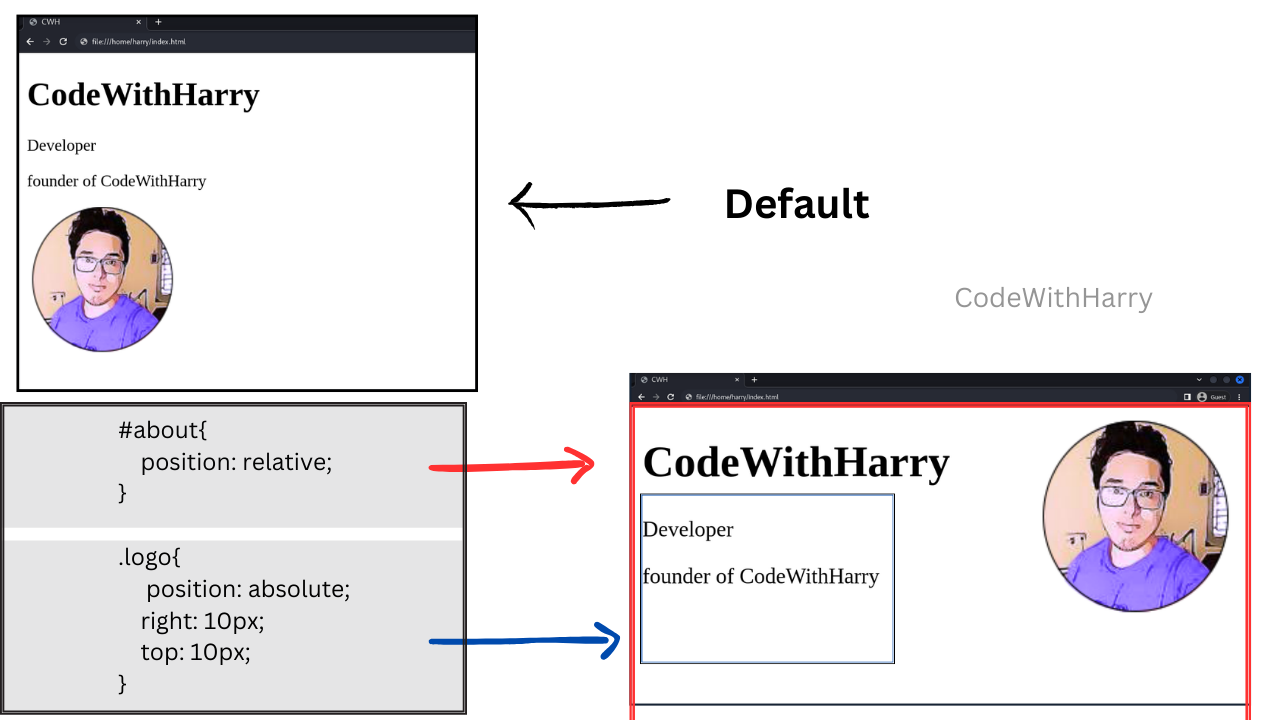 CWH
file:///home/harry/index.html
CodeWithHarry
Developer
founder of CodeWithHarry
Default
CodeWithHarry
#about{
position: relative;
}
.logo{
position: absolute;
right: 10px;
top: 10px;
}
CWH
file:///home/harry/index.html
Guest
CodeWithHarry
Developer
founder of CodeWithHarry